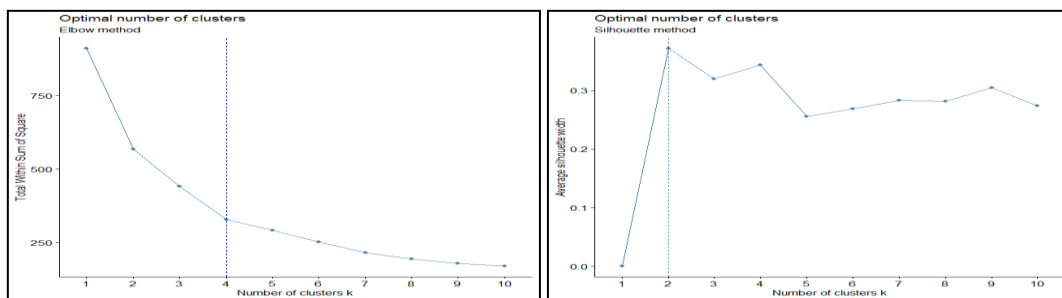 Optimal number of clusters
Elbow method
Total Within Sum of Square
750
500
250
1 2 3 4 5 6 7 8 9 10
Number of clusters k
Optimal number of clusters
Silhouette method
Average silhouette width
0.3
0.2
0.1
0.0
1 2 3 4 5 6 7 8 9 10
Number of clusters k